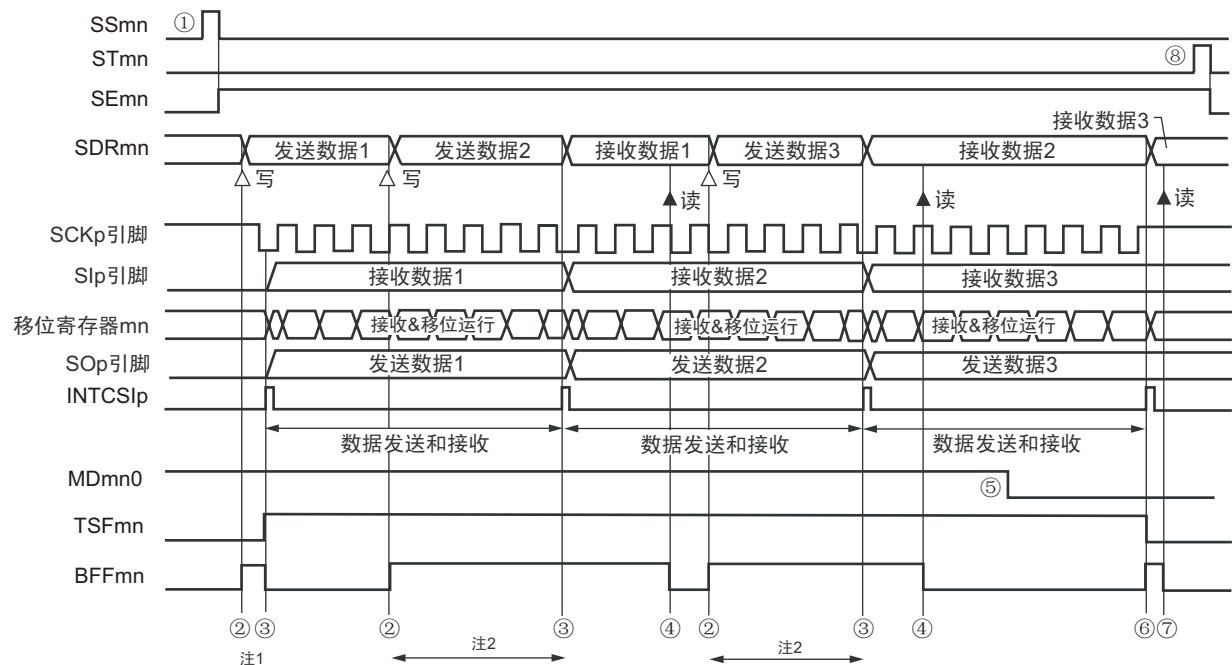 SSmn ①
STmn ⑧
SEmn
SDRmn 发送数据1 发送数据2 接收数据1 发送数据3 接收数据2 接收数据3
写 写 读 写 读 读
SCKp引脚
SIp引脚 接收数据1 接收数据2 接收数据3
移位寄存器mn 接收&移位运行 接收&移位运行 接收&移位运行
SOp引脚 发送数据1 发送数据2 发送数据3
INTCSIp
数据发送和接收 数据发送和接收 数据发送和接收
MDmn0 ⑤
TSFmn
BFFmn
② ③ ② ③ ④ ② ③ ④ ⑥ ⑦
注1 注2 注2